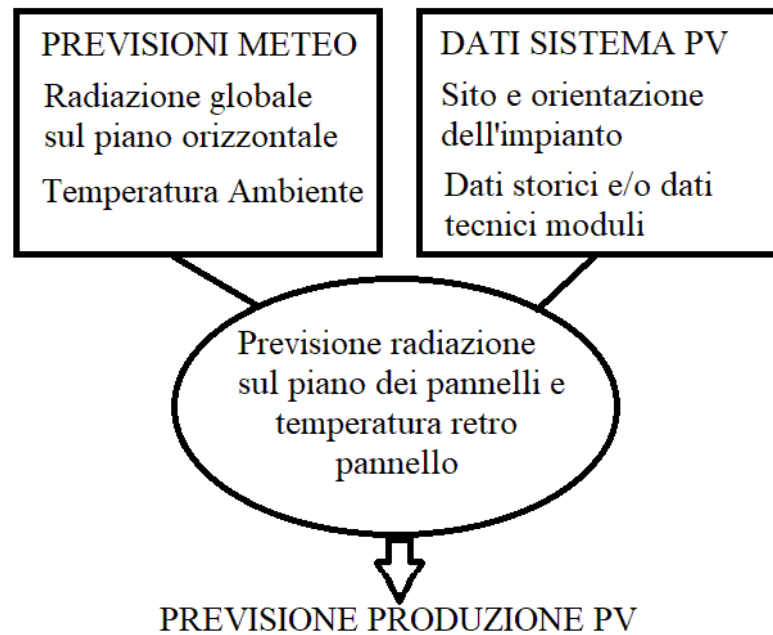 PREVISIONI METEO
Radiazione globale
sul piano orizzontale
Temperatura Ambiente
DATI SISTEMA PV
Sito e orientazione
dell'impianto
Dati storici e/o dati
tecnici moduli
Previsione radiazione
sul piano dei pannelli e
temperatura retro
pannello
PREVISIONE PRODUZIONE PV